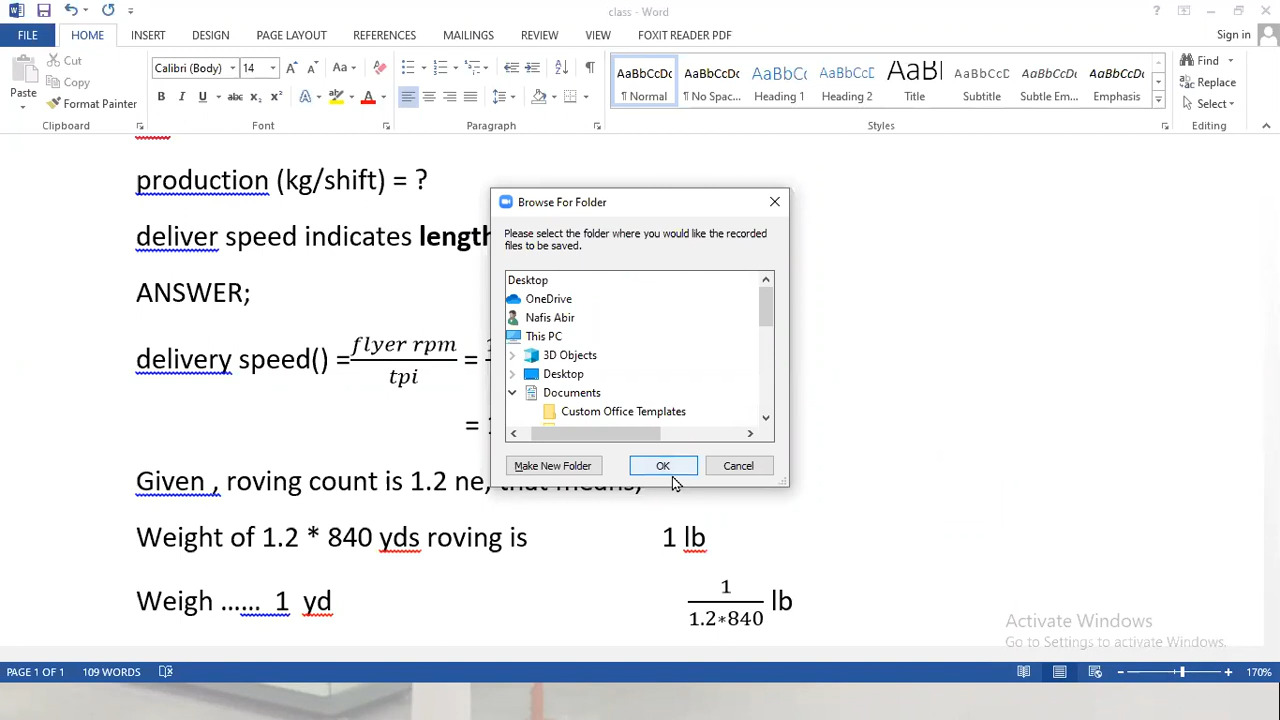 class - Word
Sign in
FILE HOME INSERT DESIGN PAGE LAYOUT REFERENCES MAILINGS REVIEW VIEW FOXIT READER PDF
Paste
Cut
Copy
Format Painter
Clipboard
Calibri (Body) 14
Font
Paragraph
AaBbCcDc AaBbCcDc AaBbCc AaBbCcC AaBl AaBbCcD AaBbCcDc AaBbCcDc
¶ Normal ¶ No Spac... Heading 1 Heading 2 Title Subtitle Subtle Em... Emphasis
Styles
Find
Replace
Select
Editing
production (kg/shift) = ?
deliver speed indicates length
ANSWER;
delivery speed() = flyer rpm / tpi =
=
Given , roving count is 1.2 ne, that means,
Weight of 1.2 * 840 yds roving is 1 lb
Weigh ...... 1 yd 1 / 1.2*840 lb
Browse For Folder
Please select the folder where you would like the recorded
files to be saved.
Desktop
OneDrive
Nafis Abir
This PC
3D Objects
Desktop
Documents
Custom Office Templates
Make New Folder OK Cancel
Activate Windows
Go to Settings to activate Windows.
PAGE 1 OF 1 109 WORDS 170%